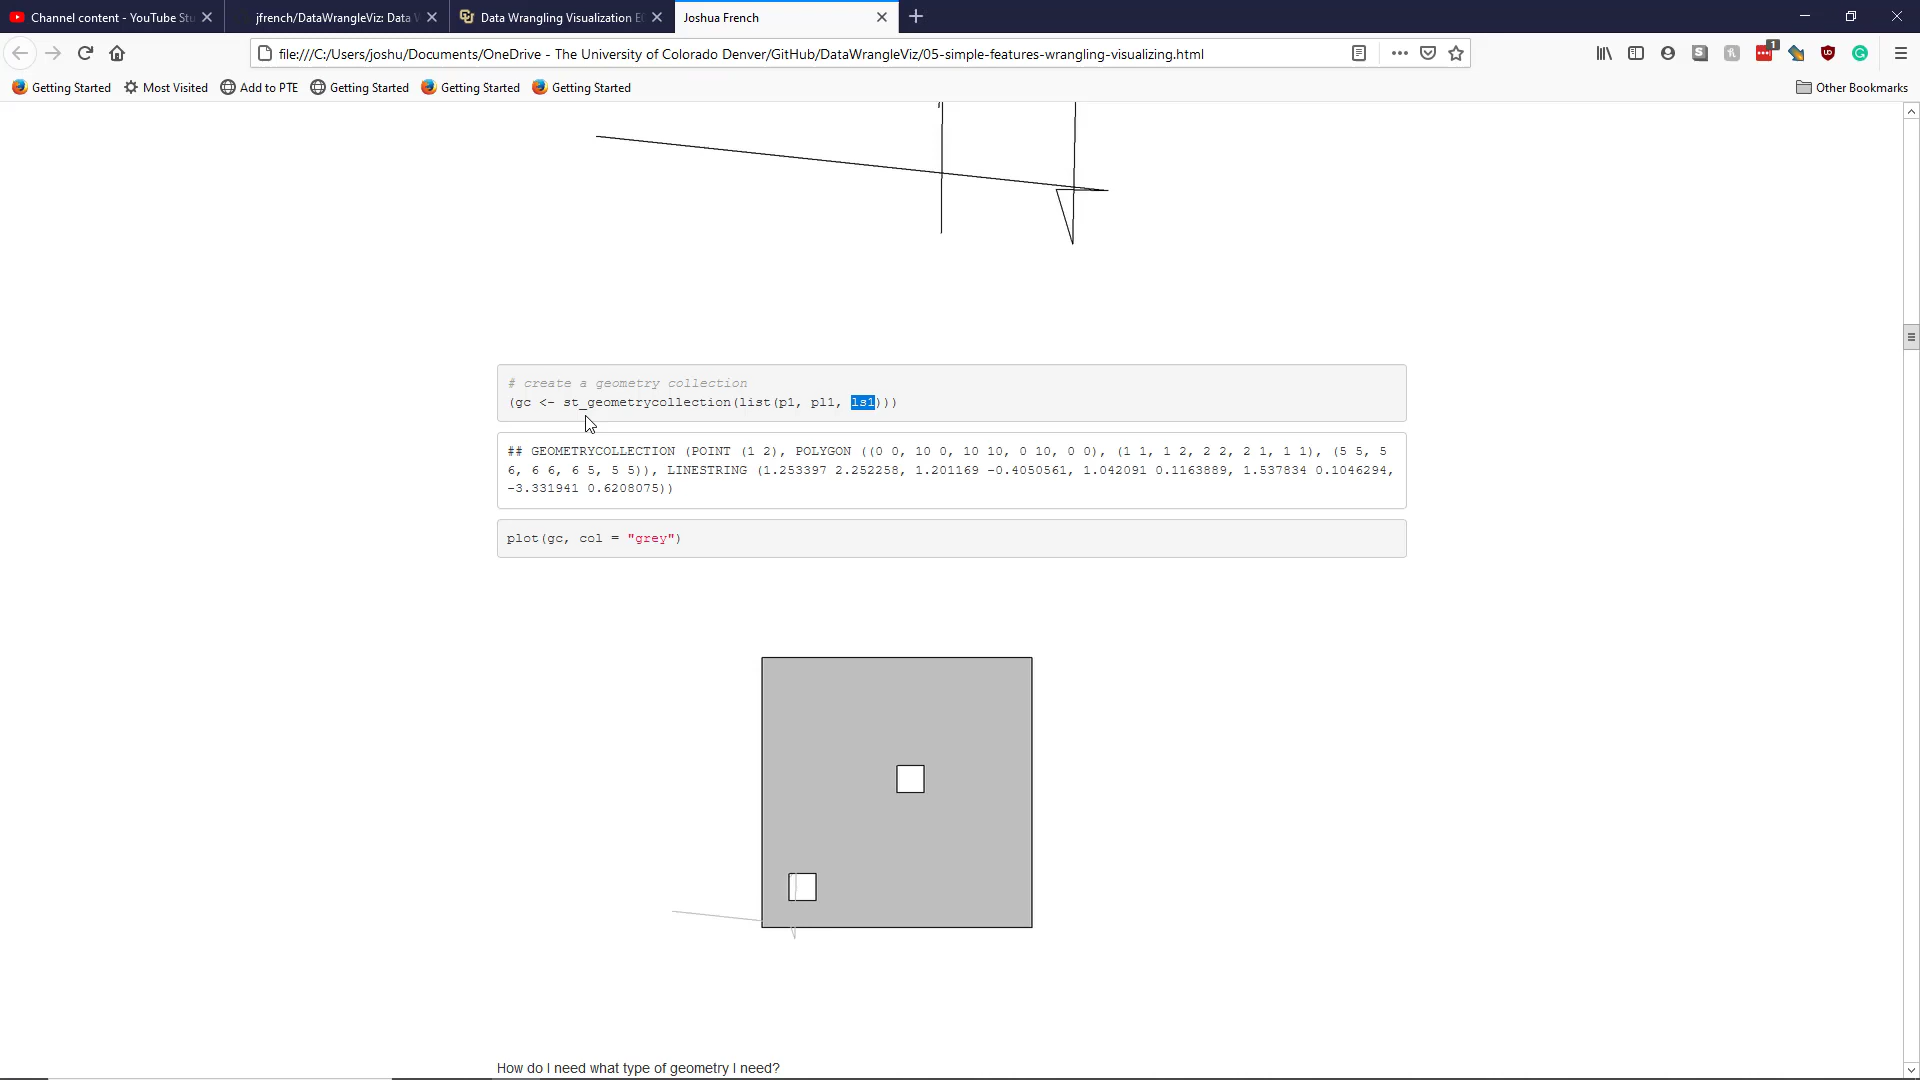 Channel content - YouTube Stu
jfrench/DataWrangleViz: Data W
Data Wrangling Visualization E
Joshua French
file:///C:/Users/joshu/Documents/OneDrive - The University of Colorado Denver/GitHub/DataWrangleViz/05-simple-features-wrangling-visualizing.html
1
Getting Started
Most Visited
Add to PTE
Getting Started
Getting Started
Getting Started
Other Bookmarks
# create a geometry collection
(gc <- st_geometrycollection(list(p1, pl1, ls1)))
## GEOMETRYCOLLECTION (POINT (1 2), POLYGON ((0 0, 10 0, 10 10, 0 10, 0 0), (1 1, 1 2, 2 2, 2 1, 1 1), (5 5, 5
6, 6 6, 6 5, 5 5)), LINESTRING (1.253397 2.252258, 1.201169 -0.4050561, 1.042091 0.1163889, 1.537834 0.1046294,
-3.331941 0.6208075))
plot(gc, col = "grey")
How do I need what type of geometry I need?